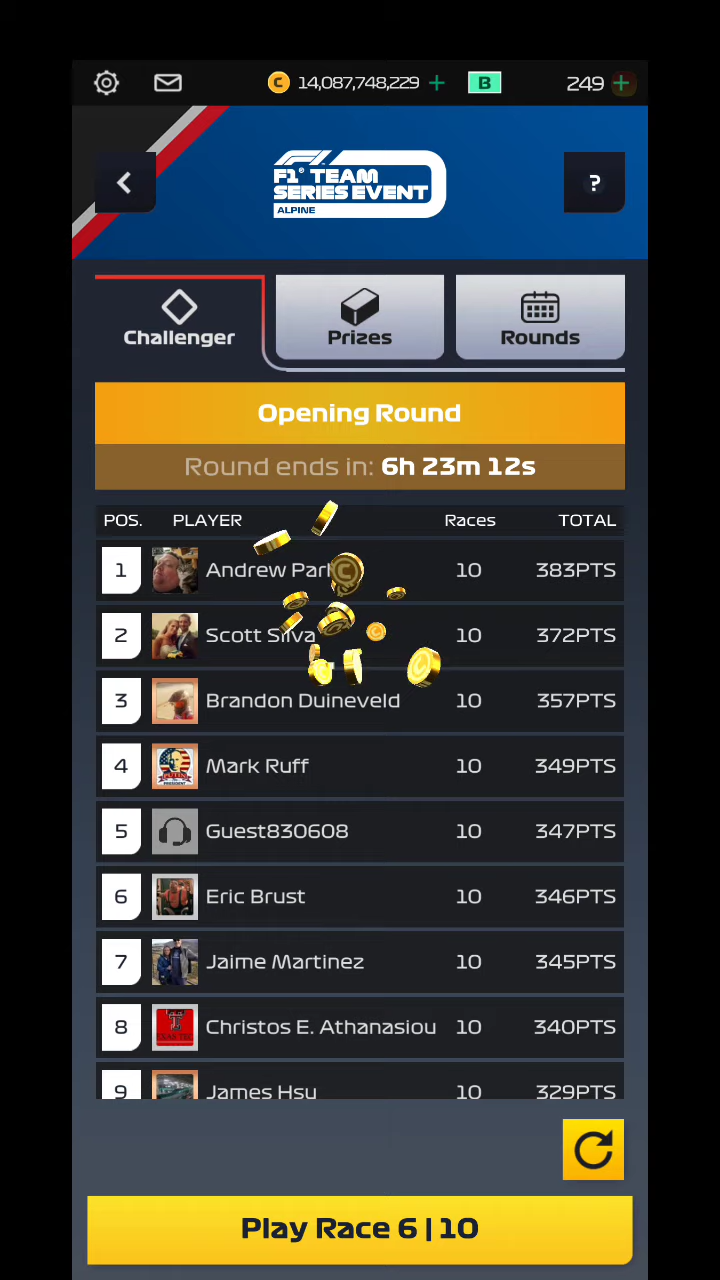 14,087,748,229
B
249
F1® TEAM
SERIES EVENT
ALPINE
?
Challenger
Prizes
Rounds
Opening Round
Round ends in: 6h 23m 12s
POS. PLAYER Races TOTAL
1 Andrew 10 383PTS
2 Scott Silva 10 372PTS
3 Brandon Duineveld 10 357PTS
4 Mark Ruff 10 349PTS
5 Guest830608 10 347PTS
6 Eric Brust 10 346PTS
7 Jaime Martinez 10 345PTS
8 Christos E. Athanasiou 10 340PTS
9 James Hsu 10 329PTS
Play Race 6 | 10